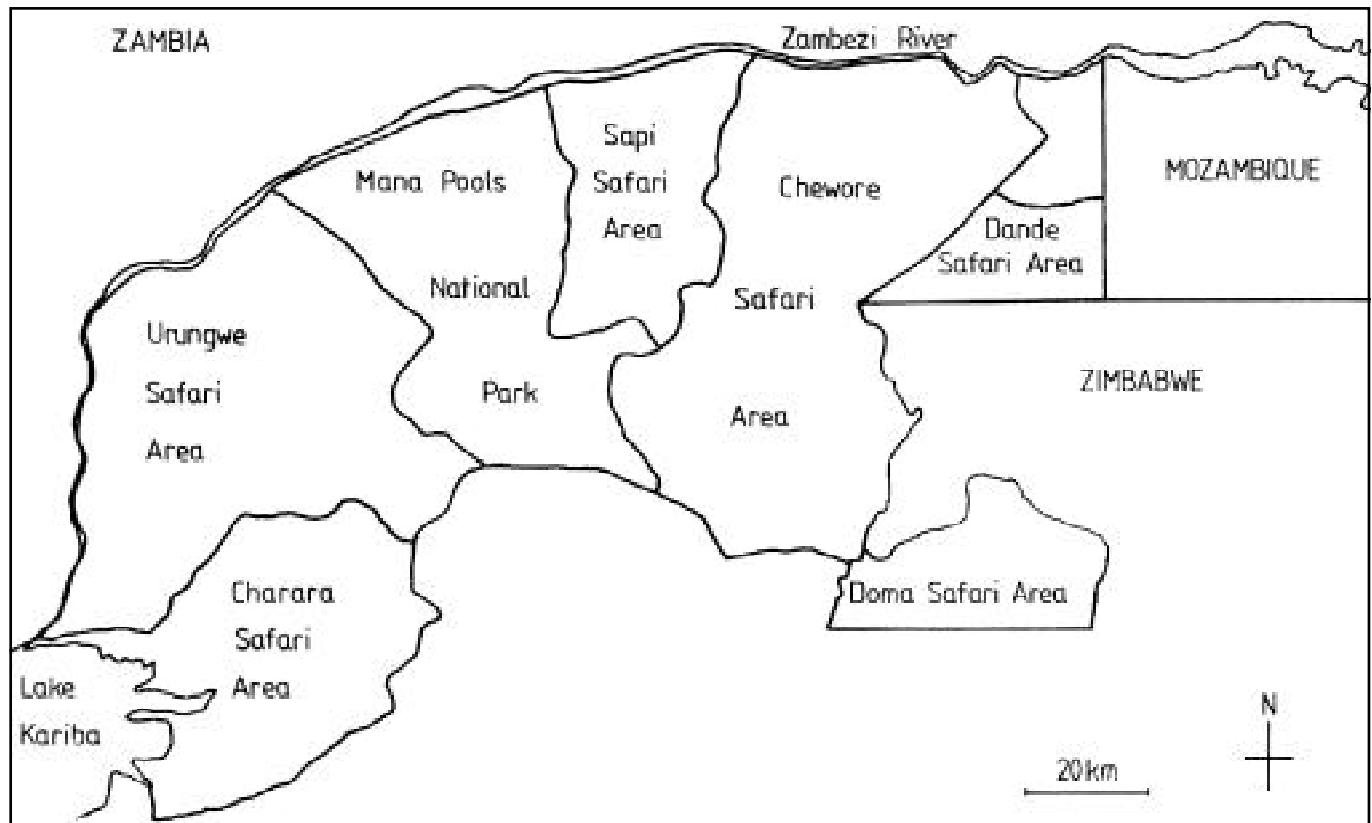 ZAMBIA
Zambezi River
Mana Pools
National
Park
Sapi
Safari
Area
Chewore
Safari
Area
MOZAMBIQUE
Dande
Safari Area
Urungwe
Safari
Area
ZIMBABWE
Charara
Safari
Area
Doma Safari Area
Lake
Kariba
N
20km